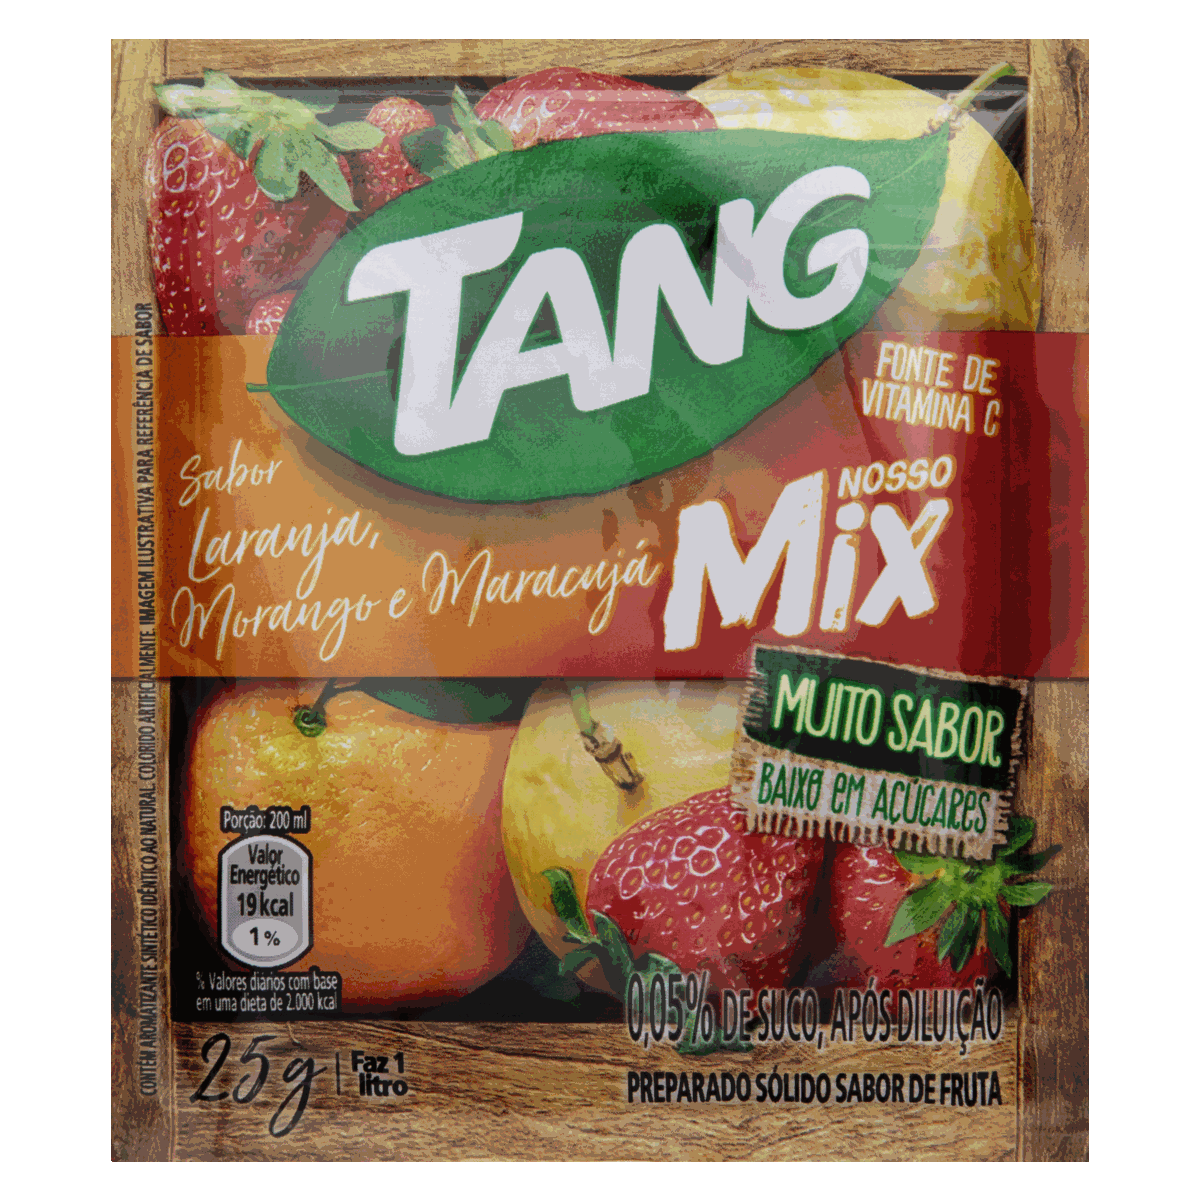 TANG
FONTE DE
VITAMINA C
Sabor
Laranja,
Morango e Maracujá
NOSSO
Mix
MUITO SABOR
BAIXO EM AÇÚCARES
Porção: 200 ml
Valor
Energético
19 kcal
1%
% Valores diários com base
em uma dieta de 2.000 kcal
0,05% DE SUCO, APÓS DILUIÇÃO
25g
Faz 1
litro
PREPARADO SÓLIDO SABOR DE FRUTA
CONTÉM AROMATIZANTE SINTÉTICO IDÊNTICO AO NATURAL. COLORIDO ARTIFICIALMENTE. IMAGEM ILUSTRATIVA PARA REFERÊNCIA DE SABOR